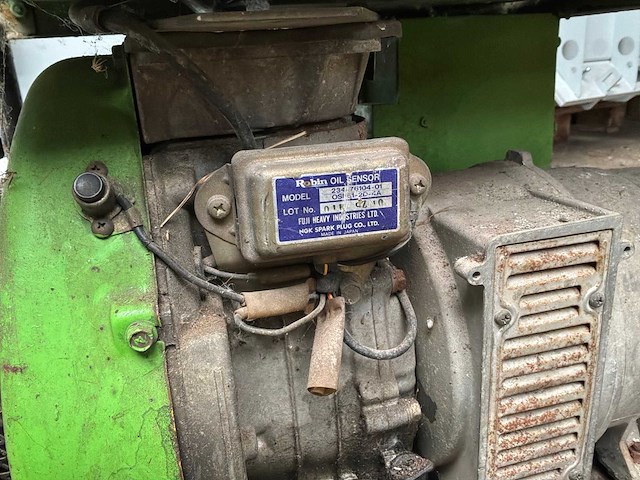 Robin OIL SENSOR
234-76104-01
MODEL
LOT No.
FUJI HEAVY INDUSTRIES LTD.
NGK SPARK PLUG CO., LTD.
MADE IN JAPAN